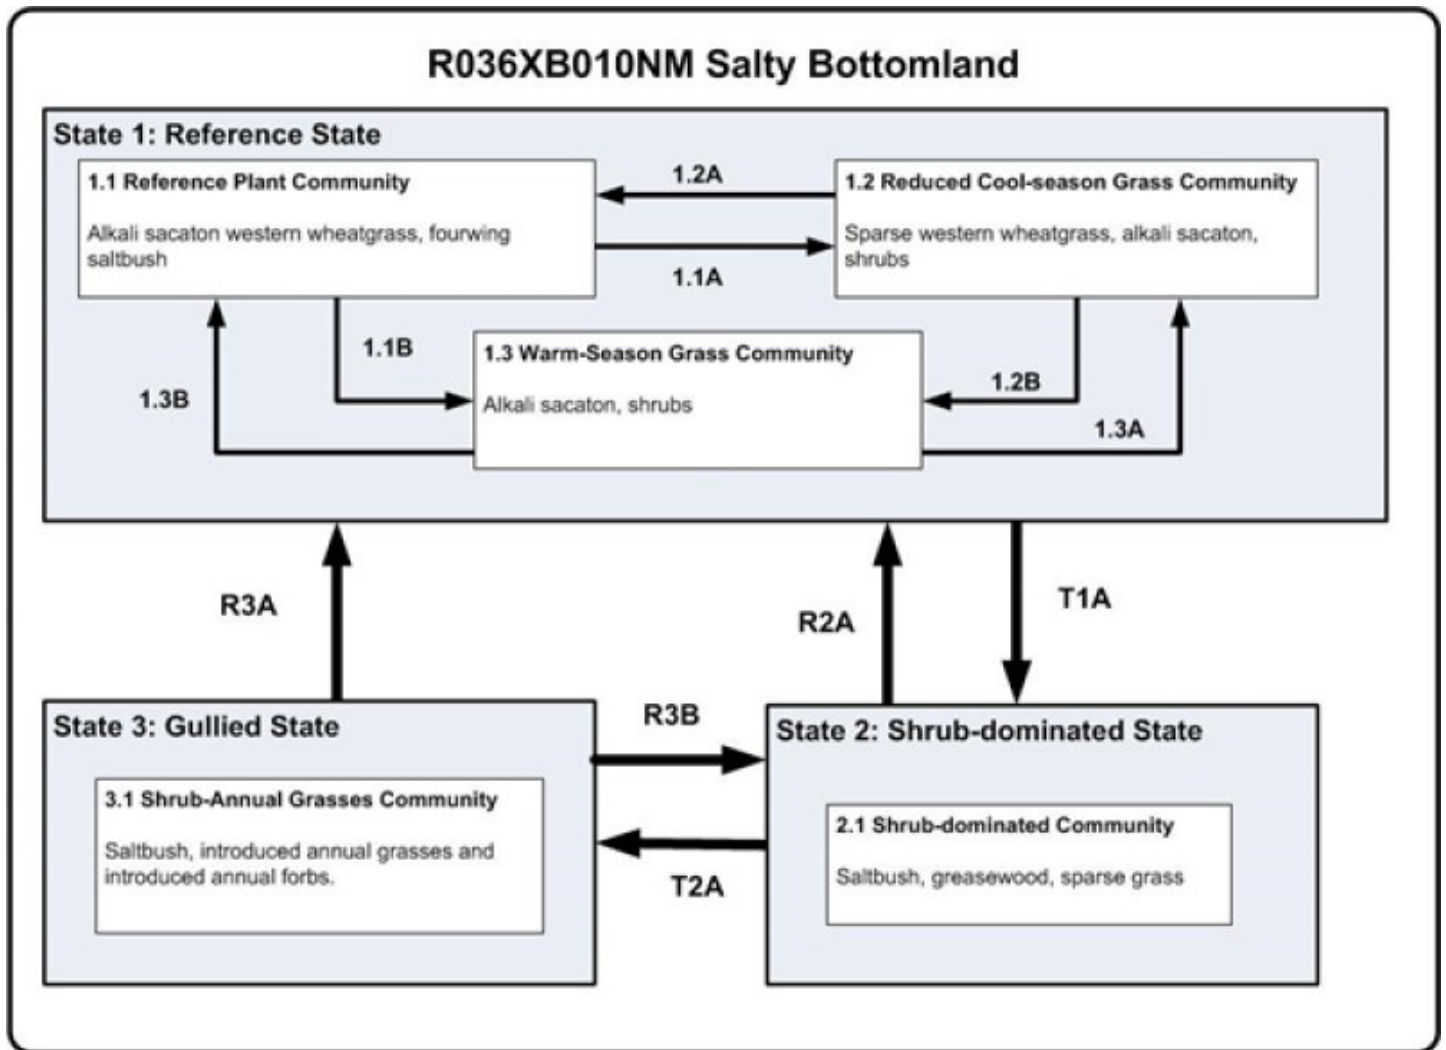 R036XB010NM Salty Bottomland
State 1: Reference State
1.1 Reference Plant Community
Alkali sacaton western wheatgrass, fourwing
saltbush
1.2A
1.1A
1.2 Reduced Cool-season Grass Community
Sparse western wheatgrass, alkali sacaton,
shrubs
1.1B
1.3B
1.3 Warm-Season Grass Community
Alkali sacaton, shrubs
1.2B
1.3A
R3A
R2A
T1A
State 3: Gullied State
3.1 Shrub-Annual Grasses Community
Saltbush, introduced annual grasses and
introduced annual forbs.
R3B
T2A
State 2: Shrub-dominated State
2.1 Shrub-dominated Community
Saltbush, greasewood, sparse grass